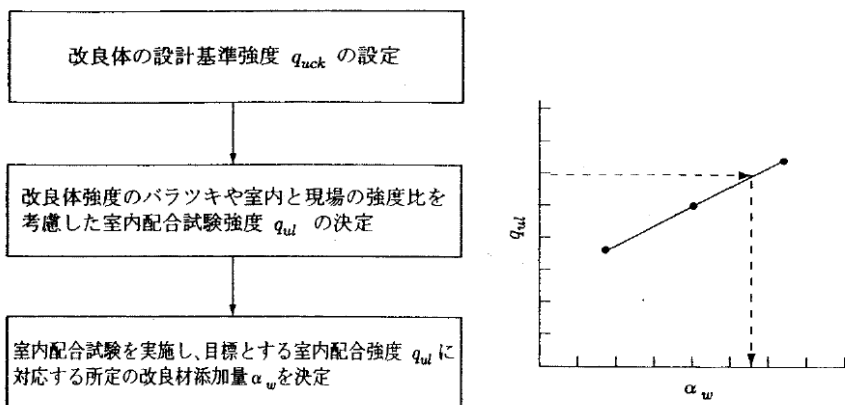 改良体の設計基準強度 q_uck の設定
改良体強度のバラツキや室内と現場の強度比を
考慮した室内配合試験強度 q_ul の決定
室内配合試験を実施し、目標とする室内配合強度 q_ul に
対応する所定の改良材添加量 α_w を決定
q_ul
α_w